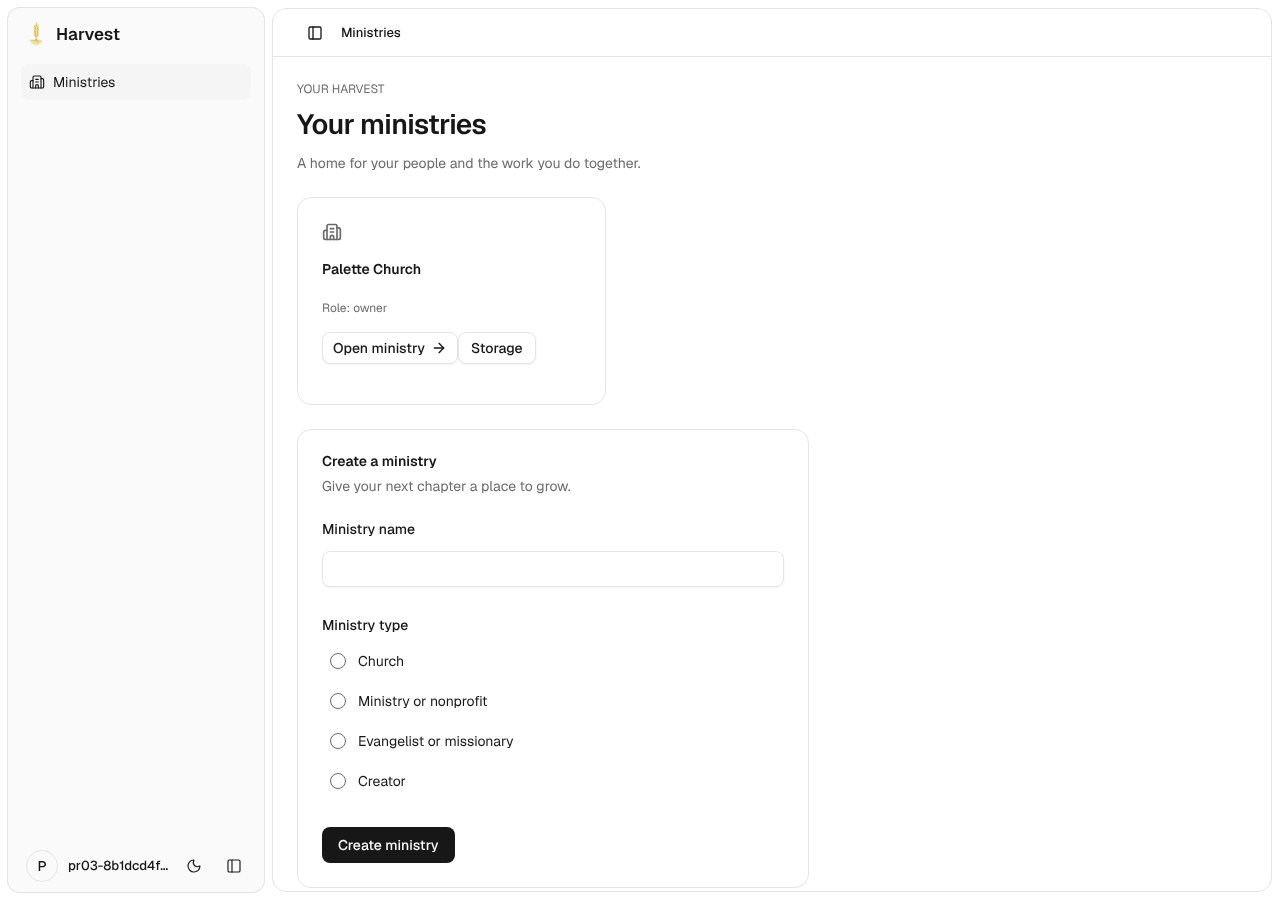 Harvest
Ministries
Ministries
YOUR HARVEST
Your ministries
A home for your people and the work you do together.
Palette Church
Role: owner
Open ministry
Storage
Create a ministry
Give your next chapter a place to grow.
Ministry name
Ministry type
Church
Ministry or nonprofit
Evangelist or missionary
Creator
Create ministry
P
pr03-8b1dcd4f...